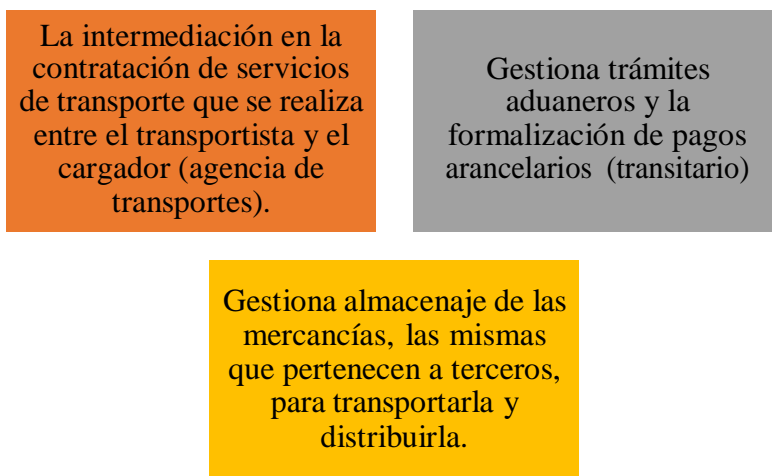 La intermediación en la
contratación de servicios
de transporte que se realiza
entre el transportista y el
cargador (agencia de
transportes).
Gestiona trámites
aduaneros y la
formalización de pagos
arancelarios (transitario)
Gestiona almacenaje de las
mercancías, las mismas
que pertenecen a terceros,
para transportarla y
distribuirla.